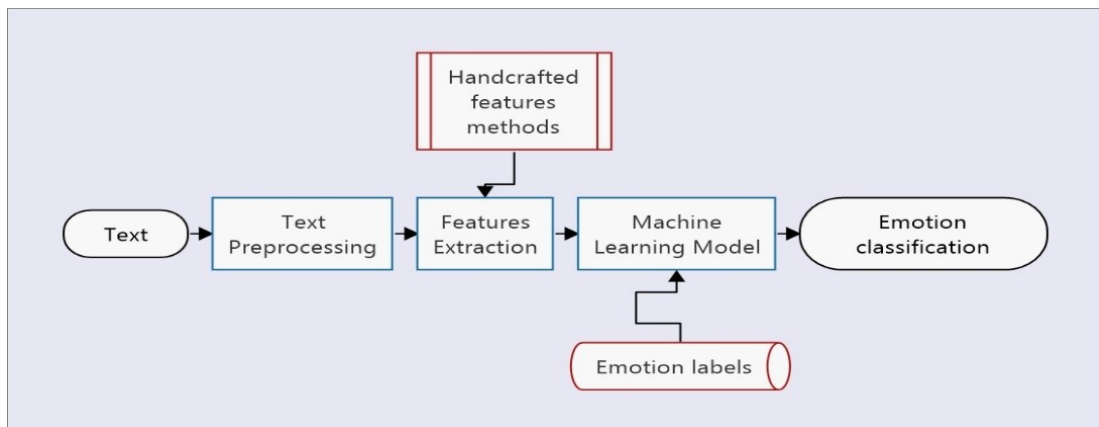 Handcrafted
features
methods
Text
Text
Preprocessing
Features
Extraction
Machine
Learning Model
Emotion
classification
Emotion labels